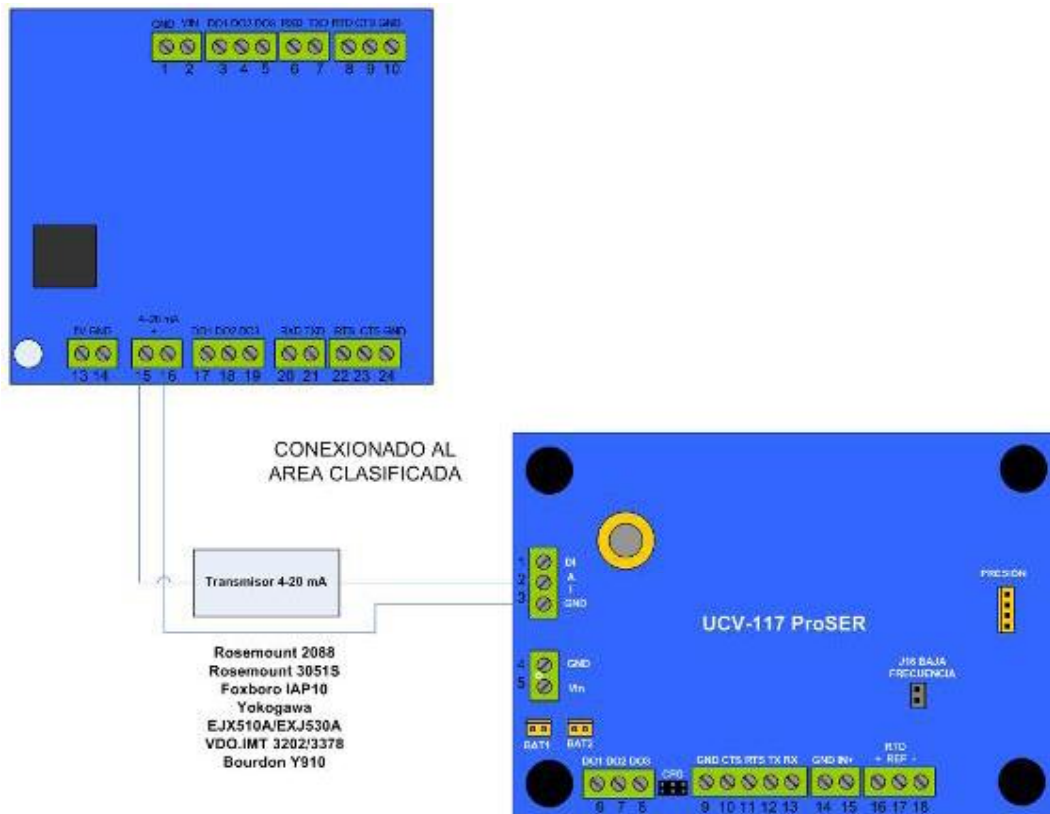 GND VIN DO1 DO2 DO3 RXD TXD RTD CTS GND
1 2 3 4 5 6 7 8 9 10
4-20 mA
5V GND + DO1 DO2 DO3 RXD TXD RTS CTS GND
13 14 15 16 17 18 19 20 21 22 23 24
CONEXIONADO AL
AREA CLASIFICADA
Transmisor 4-20 mA
Rosemount 2088
Rosemount 3051S
Foxboro IAP10
Yokogawa
EJX510A/EXJ530A
VDO.IMT 3202/3378
Bourdon Y910
1 DI
2 A
T
3 GND
PRESIÓN
UCV-117 ProSER
4 GND
5 Vin
J16 BAJA
FRECUENCIA
BAT1 BAT2
RTD
DO1 DO2 DO3 CFG GND CTS RTS TX RX GND IN+ + REF -
6 7 8 9 10 11 12 13 14 15 16 17 18